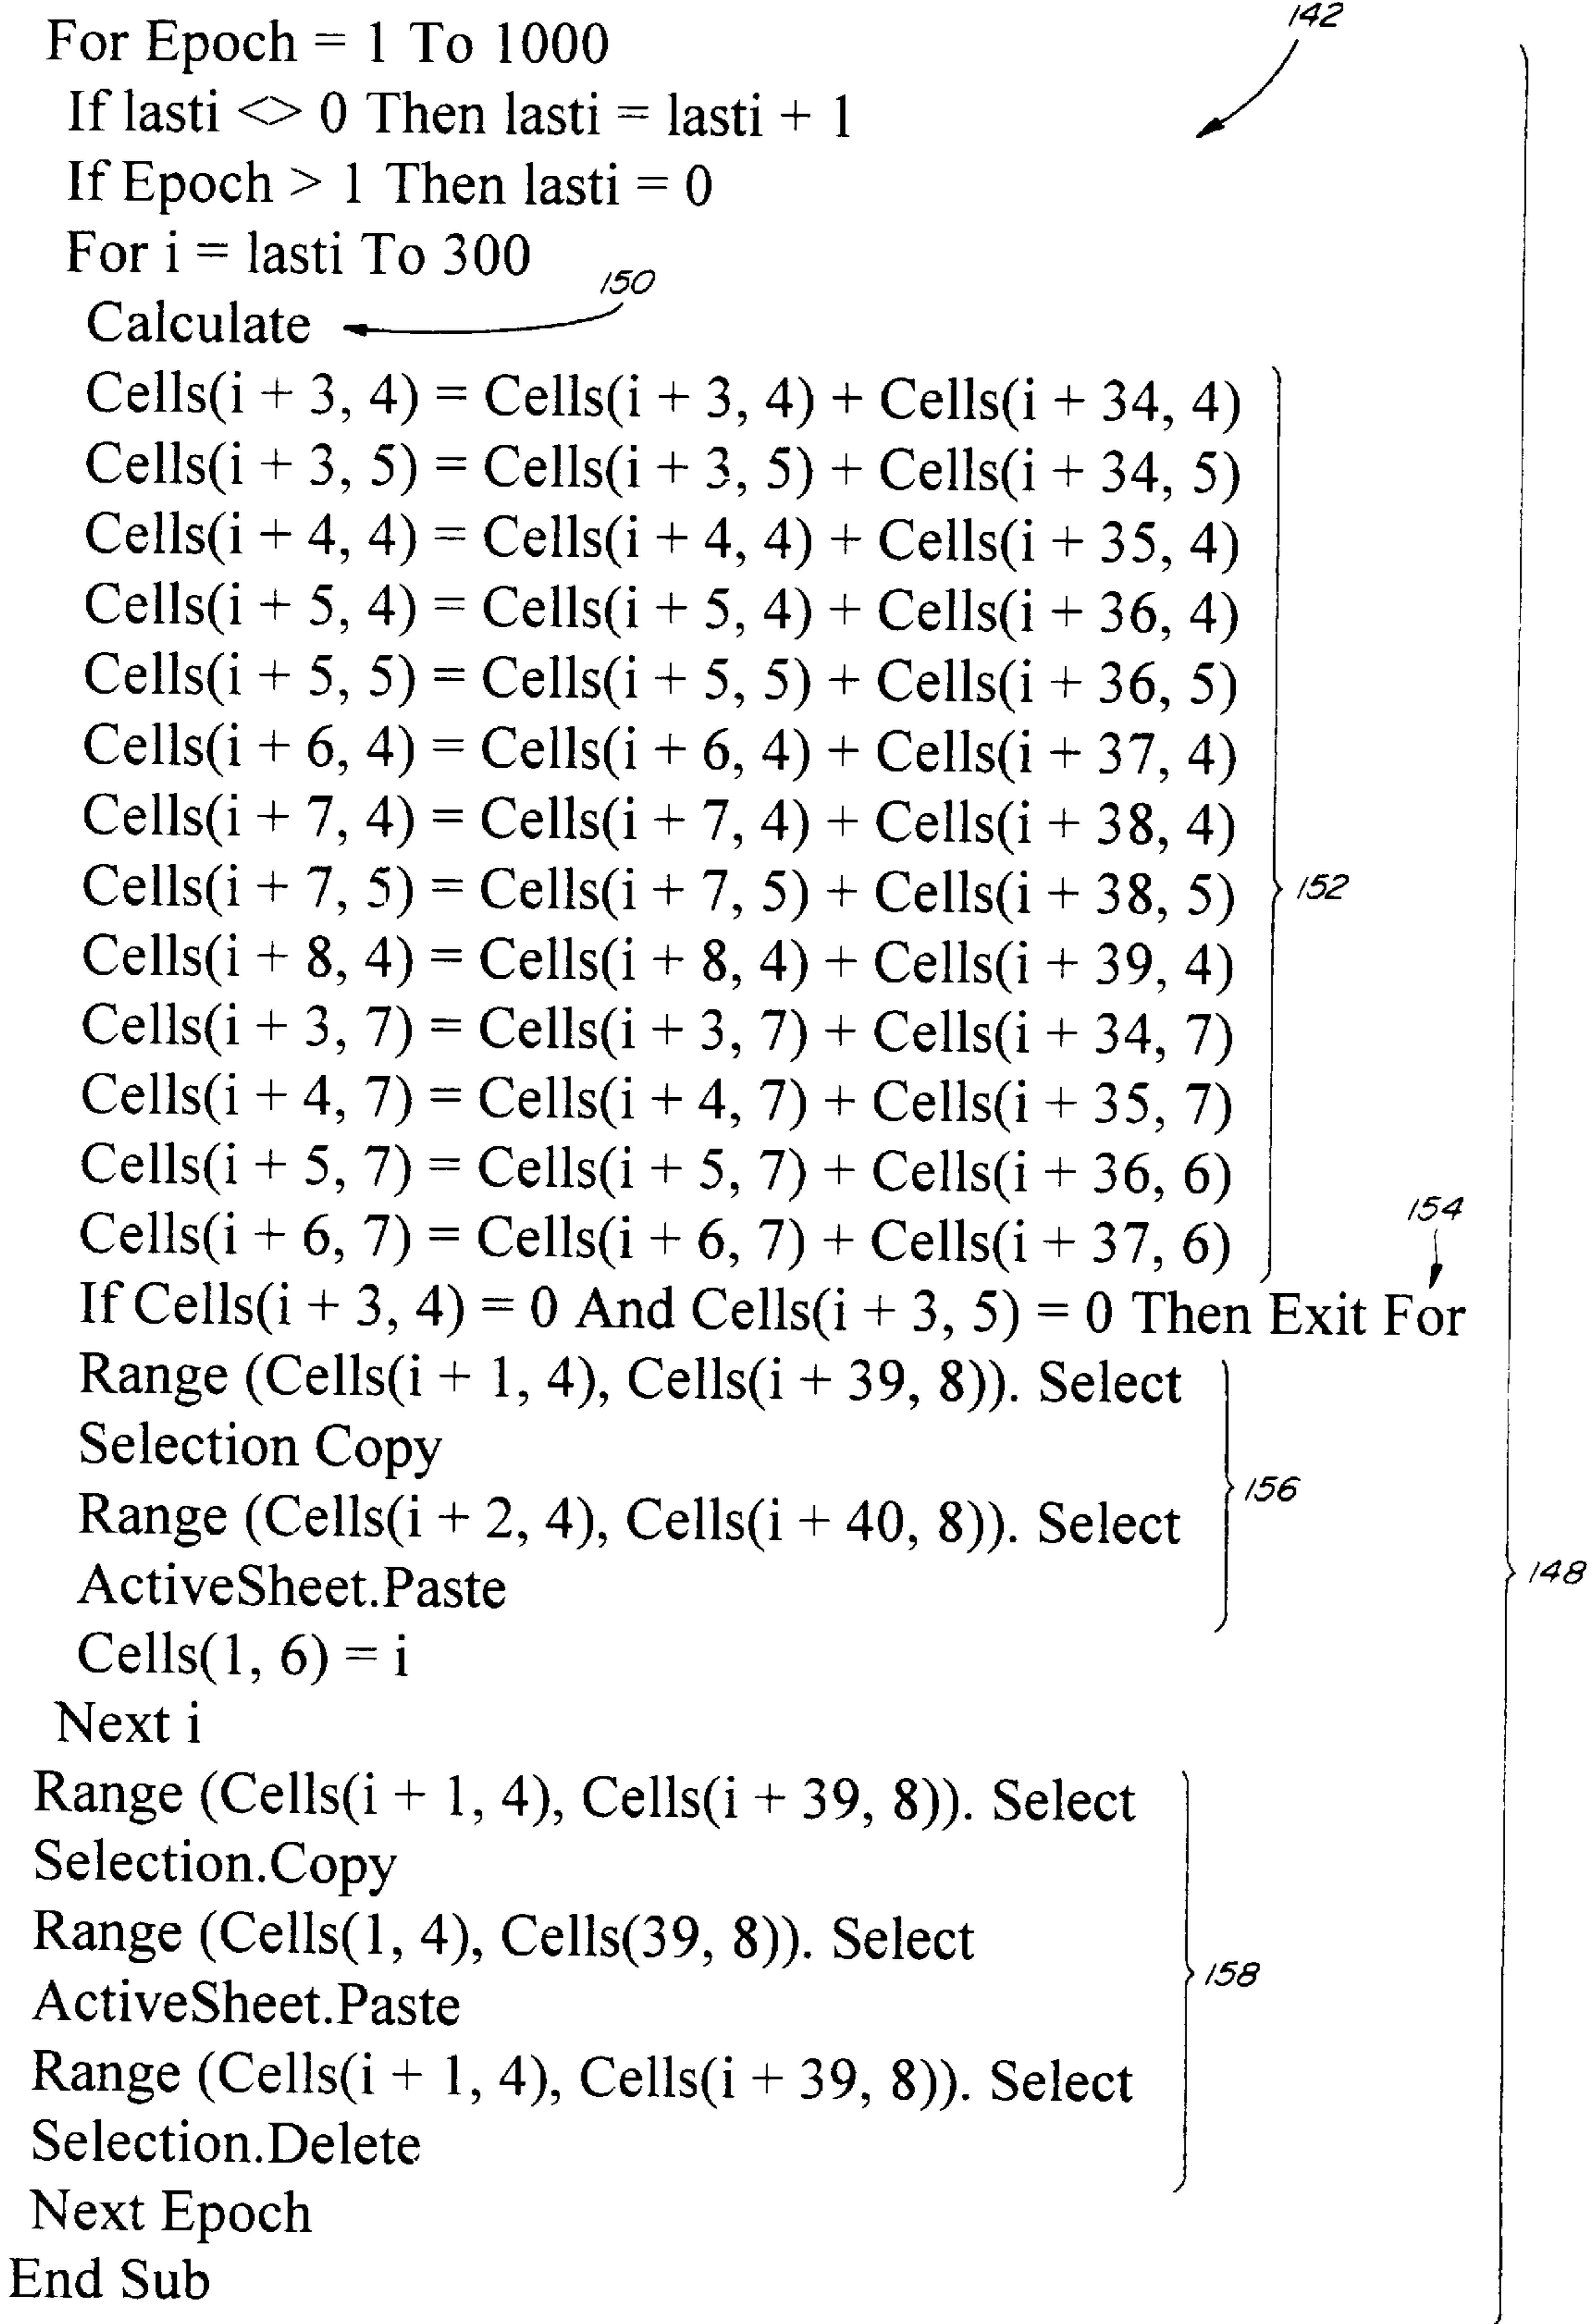 142
For Epoch = 1 To 1000
If lasti <> 0 Then lasti = lasti + 1
If Epoch > 1 Then lasti = 0
For i = lasti To 300
150
Calculate
Cells(i + 3, 4) = Cells(i + 3, 4) + Cells(i + 34, 4)
Cells(i + 3, 5) = Cells(i + 3, 5) + Cells(i + 34, 5)
Cells(i + 4, 4) = Cells(i + 4, 4) + Cells(i + 35, 4)
Cells(i + 5, 4) = Cells(i + 5, 4) + Cells(i + 36, 4)
Cells(i + 5, 5) = Cells(i + 5, 5) + Cells(i + 36, 5)
Cells(i + 6, 4) = Cells(i + 6, 4) + Cells(i + 37, 4)
Cells(i + 7, 4) = Cells(i + 7, 4) + Cells(i + 38, 4)
Cells(i + 7, 5) = Cells(i + 7, 5) + Cells(i + 38, 5)
152
Cells(i + 8, 4) = Cells(i + 8, 4) + Cells(i + 39, 4)
Cells(i + 3, 7) = Cells(i + 3, 7) + Cells(i + 34, 7)
Cells(i + 4, 7) = Cells(i + 4, 7) + Cells(i + 35, 7)
Cells(i + 5, 7) = Cells(i + 5, 7) + Cells(i + 36, 6)
154
Cells(i + 6, 7) = Cells(i + 6, 7) + Cells(i + 37, 6)
If Cells(i + 3, 4) = 0 And Cells(i + 3, 5) = 0 Then Exit For
Range (Cells(i + 1, 4), Cells(i + 39, 8)). Select
Selection Copy
156
Range (Cells(i + 2, 4), Cells(i + 40, 8)). Select
ActiveSheet.Paste
148
Cells(1, 6) = i
Next i
Range (Cells(i + 1, 4), Cells(i + 39, 8)). Select
Selection.Copy
Range (Cells(1, 4), Cells(39, 8)). Select
158
ActiveSheet.Paste
Range (Cells(i + 1, 4), Cells(i + 39, 8)). Select
Selection.Delete
Next Epoch
End Sub